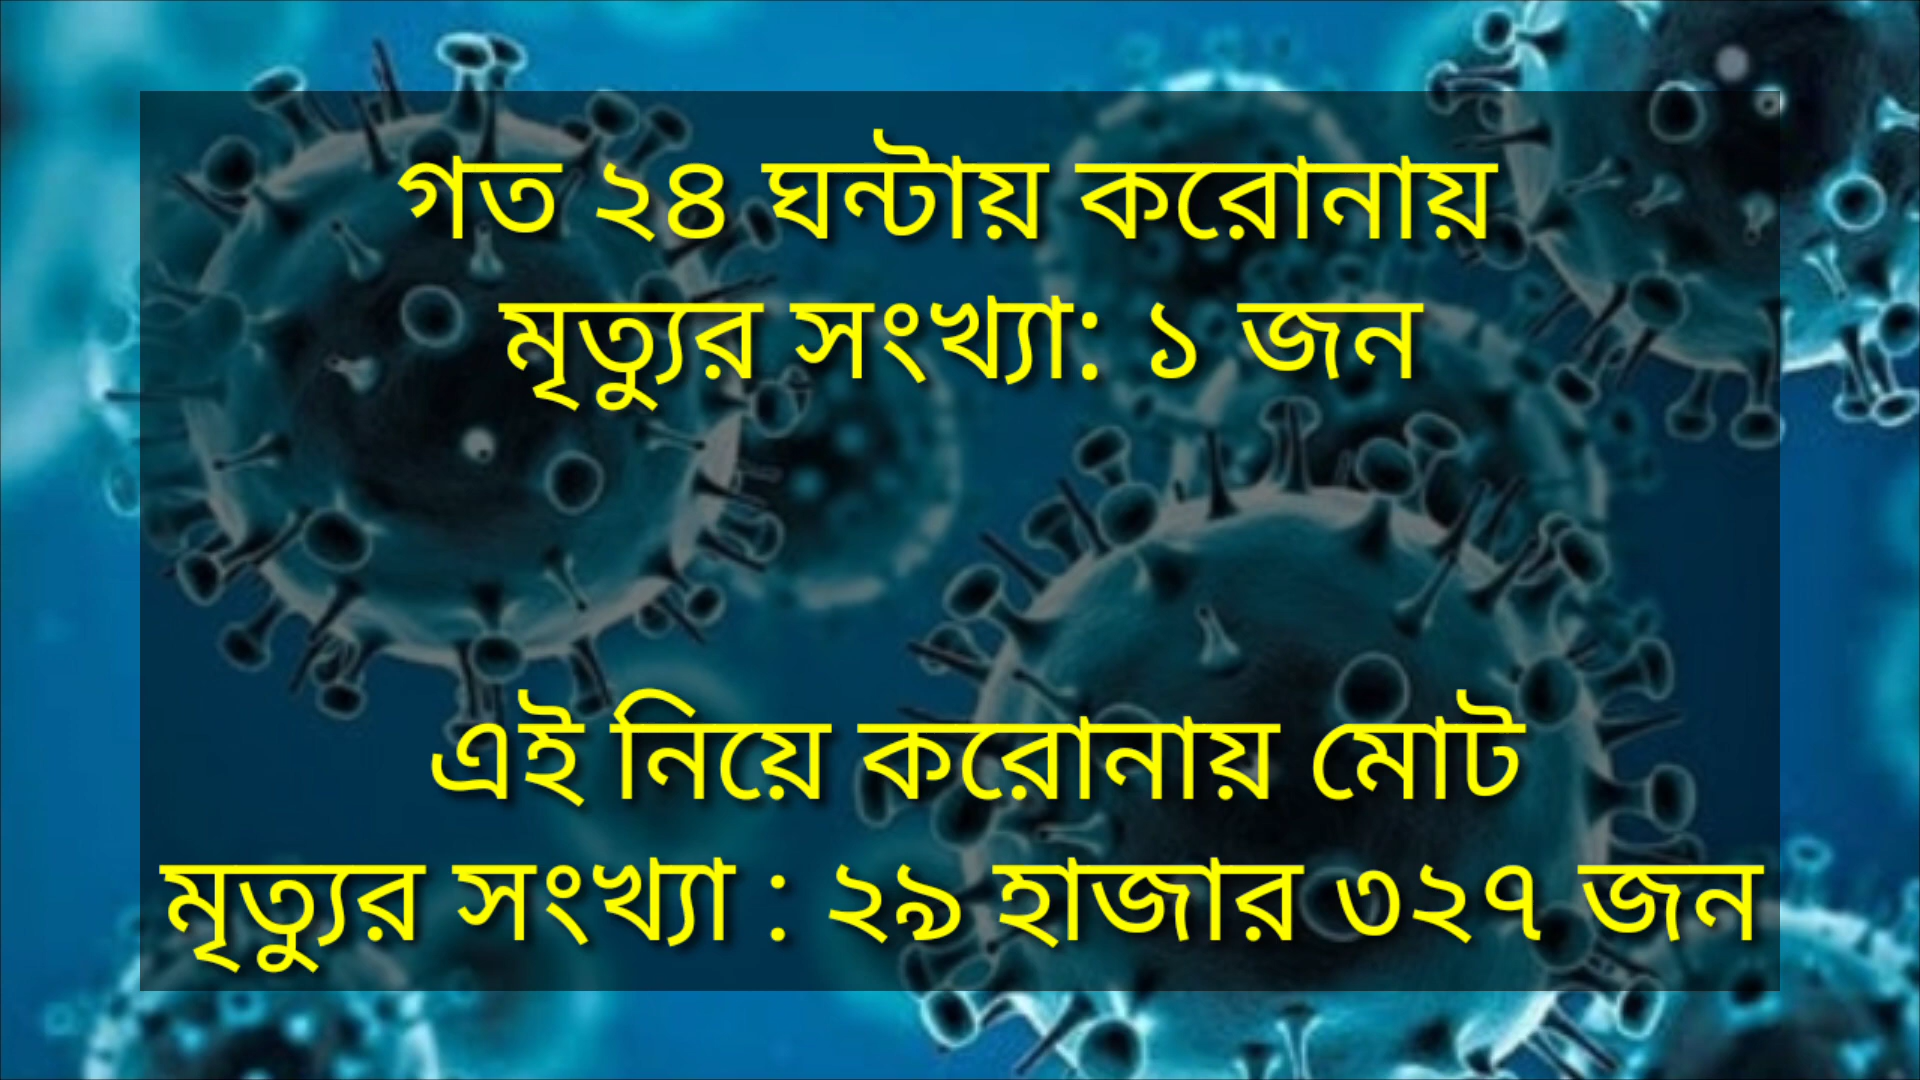 গত ২৪ ঘন্টায় করোনায়
মৃত্যুর সংখ্যা: ১ জন
এই নিয়ে করোনায় মোট
মৃত্যুর সংখ্যা : ২৯ হাজার ৩২৭ জন